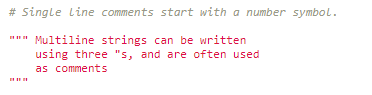 # Single line comments start with a number symbol.
""" Multiline strings can be written
using three "s, and are often used
as comments
"""